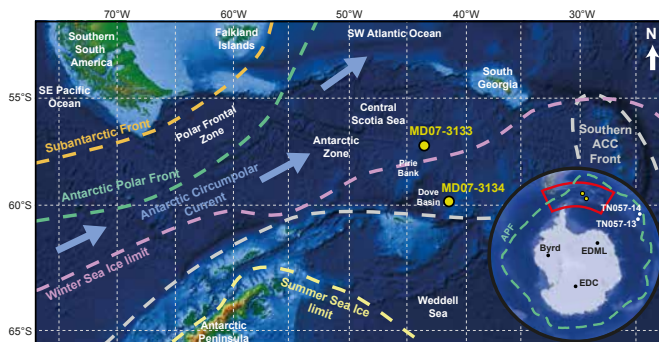 70°W
60°W
50°W
40°W
30°W
Southern
South
America
Falkland
Islands
SW Atlantic Ocean
N
SE Pacific
Ocean
South
Georgia
55°S
Subantarctic Front
Polar Frontal
Zone
Central
Scotia Sea
MD07-3133
Southern
ACC
Front
Antarctic
Zone
Pirie
Bank
Antarctic Polar Front
Antarctic Circumpolar
Current
MD07-3134
Dove
Basin
60°S
Winter Sea Ice limit
Summer Sea Ice
limit
Weddell
Sea
Antarctic
Peninsula
65°S
APF
TN057-14
TN057-13
Byrd
EDML
EDC